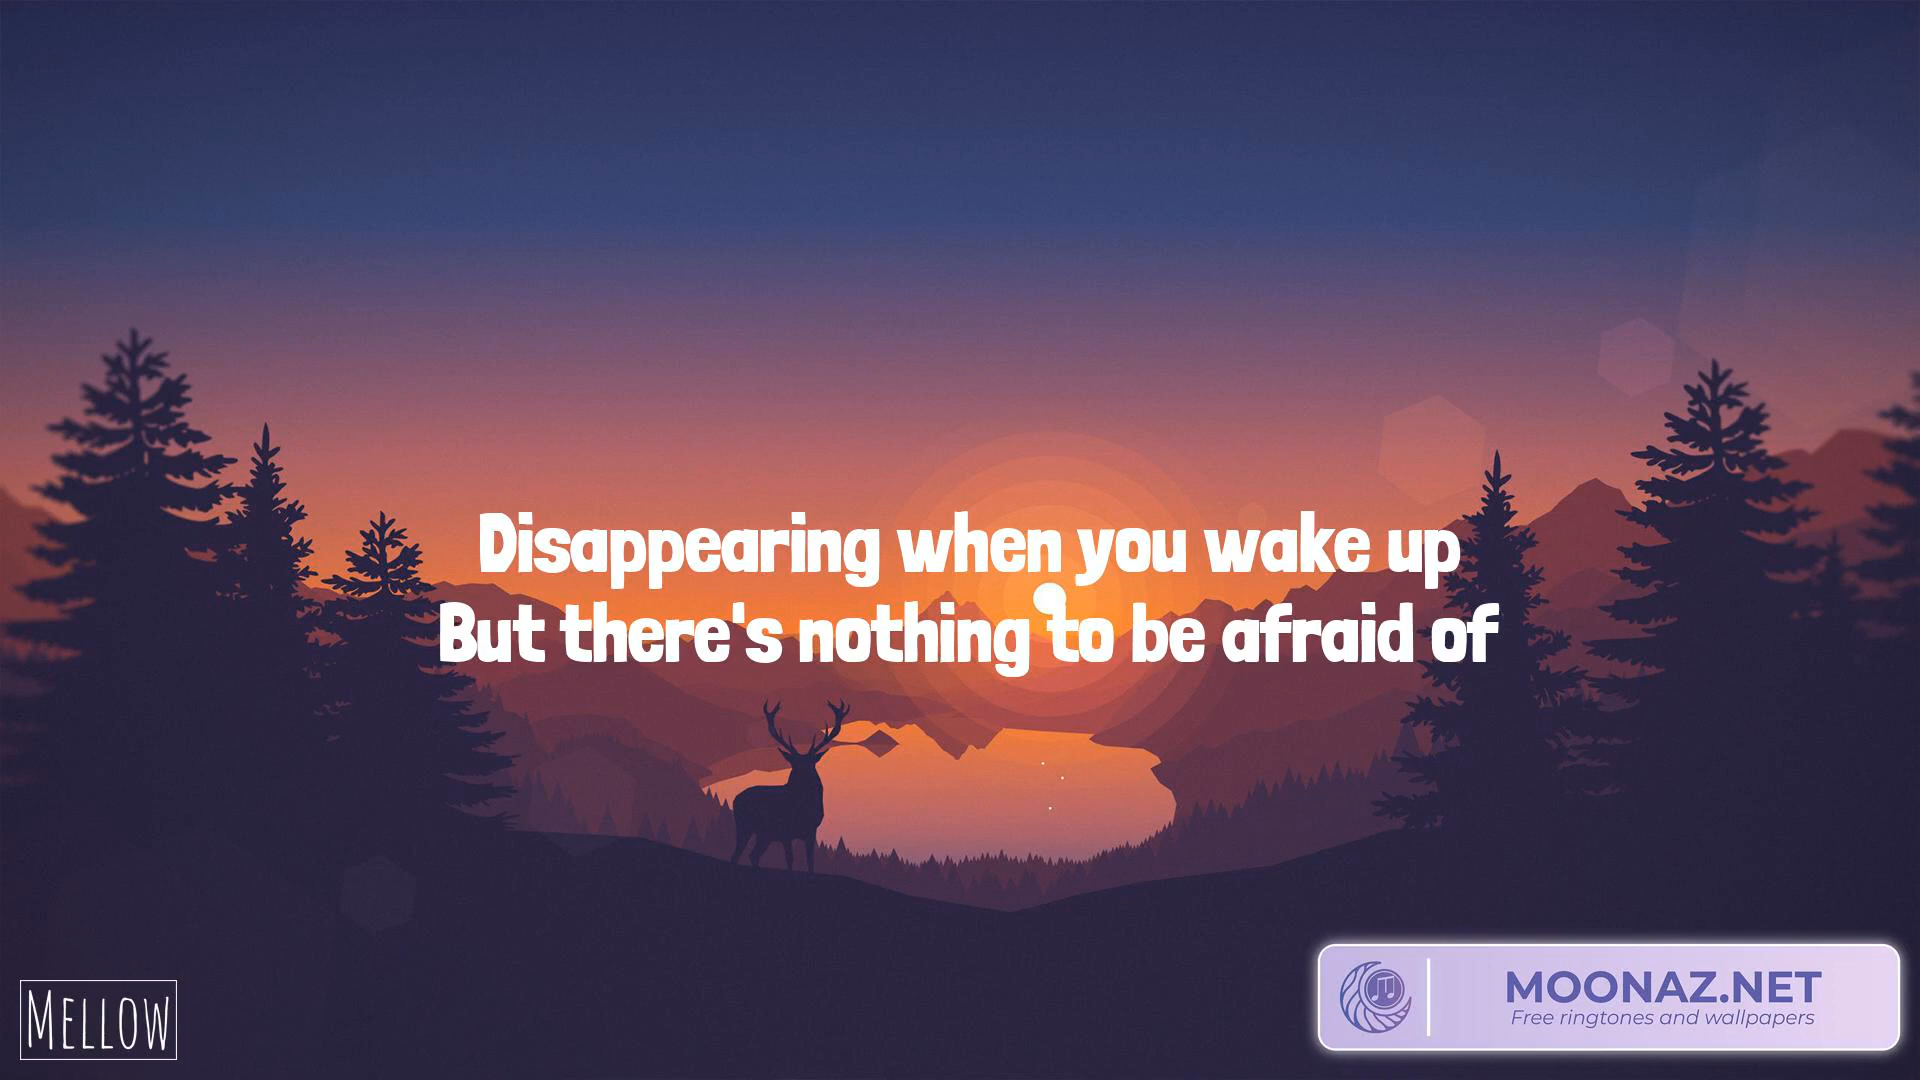 Disappearing when you wake up
But there's nothing to be afraid of
MELLOW
MOONAZ.NET
Free ringtones and wallpapers